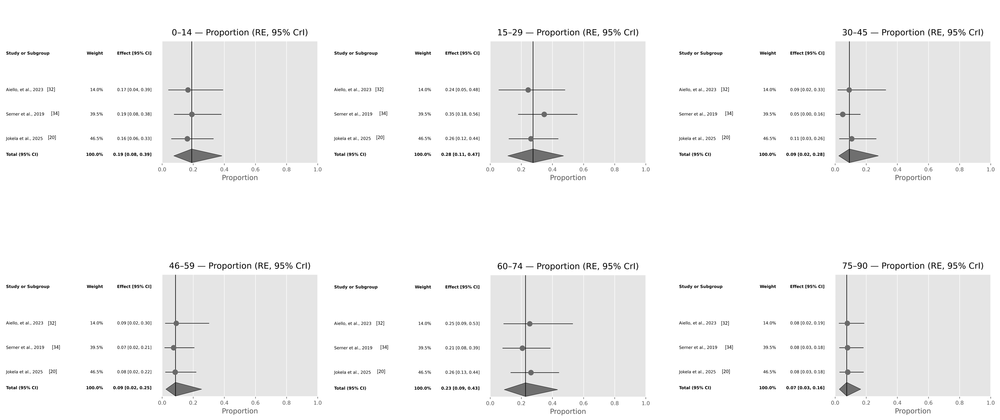 0–14 — Proportion (RE, 95% CrI)
Study or Subgroup Weight Effect [95% CI]
Aiello, et al., 2023 [32] 14.0% 0.17 [0.04, 0.39]
Serner et al., 2019 [34] 39.5% 0.19 [0.08, 0.38]
Jokela et al., 2025 [20] 46.5% 0.16 [0.06, 0.33]
Total (95% CI) 100.0% 0.19 [0.08, 0.39]
0.0 0.2 0.4 0.6 0.8 1.0
Proportion
15–29 — Proportion (RE, 95% CrI)
Study or Subgroup Weight Effect [95% CI]
Aiello, et al., 2023 [32] 14.0% 0.24 [0.05, 0.48]
Serner et al., 2019 [34] 39.5% 0.35 [0.18, 0.56]
Jokela et al., 2025 [20] 46.5% 0.26 [0.12, 0.44]
Total (95% CI) 100.0% 0.28 [0.11, 0.47]
0.0 0.2 0.4 0.6 0.8 1.0
Proportion
30–45 — Proportion (RE, 95% CrI)
Study or Subgroup Weight Effect [95% CI]
Aiello, et al., 2023 [32] 14.0% 0.09 [0.02, 0.33]
Serner et al., 2019 [34] 39.5% 0.05 [0.00, 0.16]
Jokela et al., 2025 [20] 46.5% 0.11 [0.03, 0.26]
Total (95% CI) 100.0% 0.09 [0.02, 0.28]
0.0 0.2 0.4 0.6 0.8 1.0
Proportion
46–59 — Proportion (RE, 95% CrI)
Study or Subgroup Weight Effect [95% CI]
Aiello, et al., 2023 [32] 14.0% 0.09 [0.02, 0.30]
Serner et al., 2019 [34] 39.5% 0.07 [0.02, 0.21]
Jokela et al., 2025 [20] 46.5% 0.08 [0.02, 0.22]
Total (95% CI) 100.0% 0.09 [0.02, 0.25]
0.0 0.2 0.4 0.6 0.8 1.0
Proportion
60–74 — Proportion (RE, 95% CrI)
Study or Subgroup Weight Effect [95% CI]
Aiello, et al., 2023 [32] 14.0% 0.25 [0.09, 0.53]
Serner et al., 2019 [34] 39.5% 0.21 [0.08, 0.39]
Jokela et al., 2025 [20] 46.5% 0.26 [0.13, 0.44]
Total (95% CI) 100.0% 0.23 [0.09, 0.43]
0.0 0.2 0.4 0.6 0.8 1.0
Proportion
75–90 — Proportion (RE, 95% CrI)
Study or Subgroup Weight Effect [95% CI]
Aiello, et al., 2023 [32] 14.0% 0.08 [0.02, 0.19]
Serner et al., 2019 [34] 39.5% 0.08 [0.03, 0.18]
Jokela et al., 2025 [20] 46.5% 0.08 [0.03, 0.18]
Total (95% CI) 100.0% 0.07 [0.03, 0.16]
0.0 0.2 0.4 0.6 0.8 1.0
Proportion